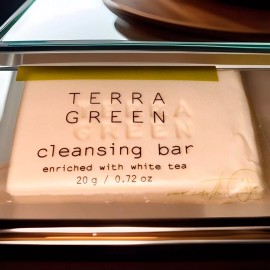 TERRA
GREEN
cleansing bar
enriched with white tea
20 g / 0.72 oz